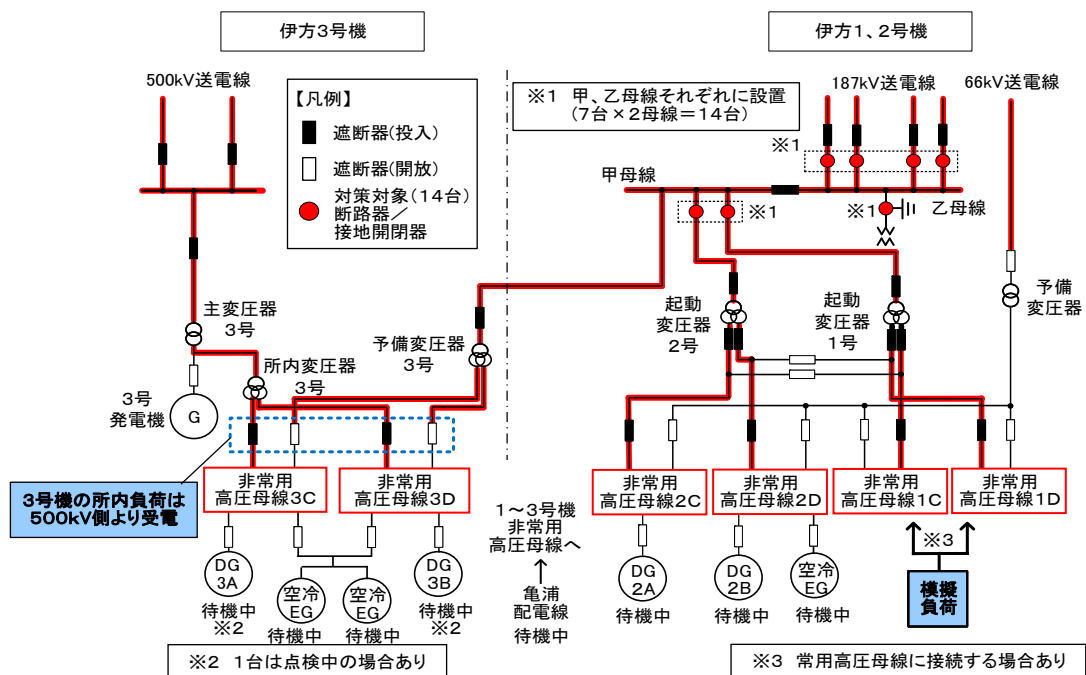 伊方３号機
伊方１、２号機
500kV送電線
【凡例】
遮断器(投入)
遮断器(開放)
対策対象(１４台)
断路器／
接地開閉器
※１ 甲、乙母線それぞれに設置
(７台×２母線＝１４台)
187kV送電線
66kV送電線
※１
甲母線
※１
※１
乙母線
主変圧器
３号
所内変圧器
３号
予備変圧器
３号
起動
変圧器
２号
起動
変圧器
１号
予備
変圧器
３号
発電機
G
３号機の所内負荷は
５００kV側より受電
非常用
高圧母線３C
非常用
高圧母線３D
非常用
高圧母線２C
非常用
高圧母線２D
非常用
高圧母線１C
非常用
高圧母線１D
１～３号機
非常用
高圧母線へ
亀浦
配電線
待機中
DG
３A
待機中
※２
空冷
EG
待機中
空冷
EG
待機中
DG
３B
待機中
※２
DG
２A
待機中
DG
２B
待機中
空冷
EG
待機中
※３
模擬
負荷
※２ １台は点検中の場合あり
※３ 常用高圧母線に接続する場合あり